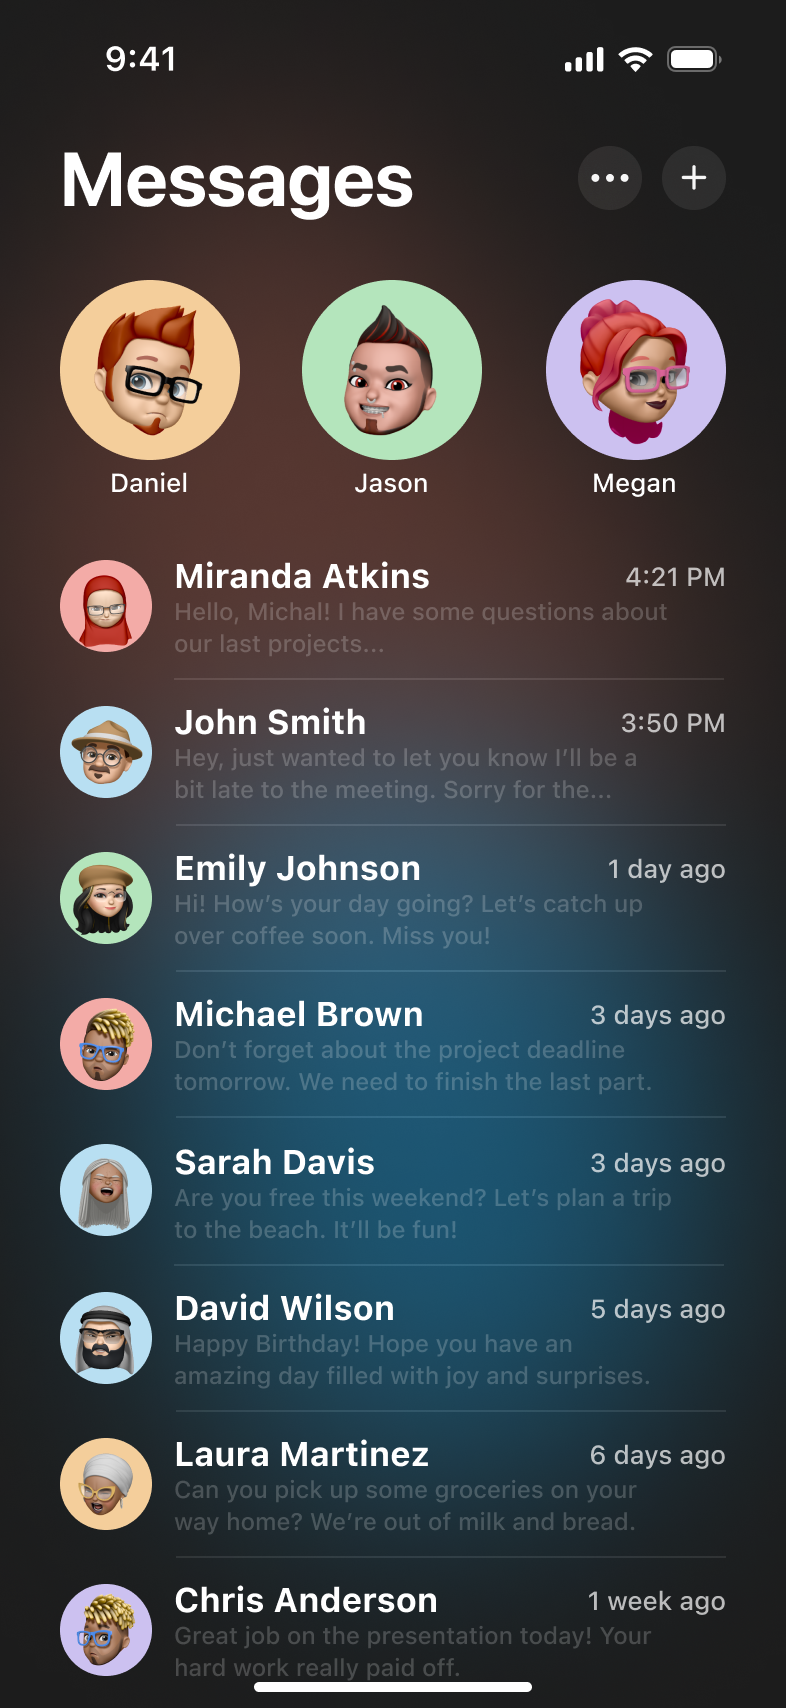 9:41
Messages
Daniel
Jason
Megan
Miranda Atkins
4:21 PM
Hello, Michal! I have some questions about
our last projects...
John Smith
3:50 PM
Hey, just wanted to let you know I’ll be a
bit late to the meeting. Sorry for the...
Emily Johnson
1 day ago
Hi! How’s your day going? Let’s catch up
over coffee soon. Miss you!
Michael Brown
3 days ago
Don’t forget about the project deadline
tomorrow. We need to finish the last part.
Sarah Davis
3 days ago
Are you free this weekend? Let’s plan a trip
to the beach. It’ll be fun!
David Wilson
5 days ago
Happy Birthday! Hope you have an
amazing day filled with joy and surprises.
Laura Martinez
6 days ago
Can you pick up some groceries on your
way home? We’re out of milk and bread.
Chris Anderson
1 week ago
Great job on the presentation today! Your
hard work really paid off.